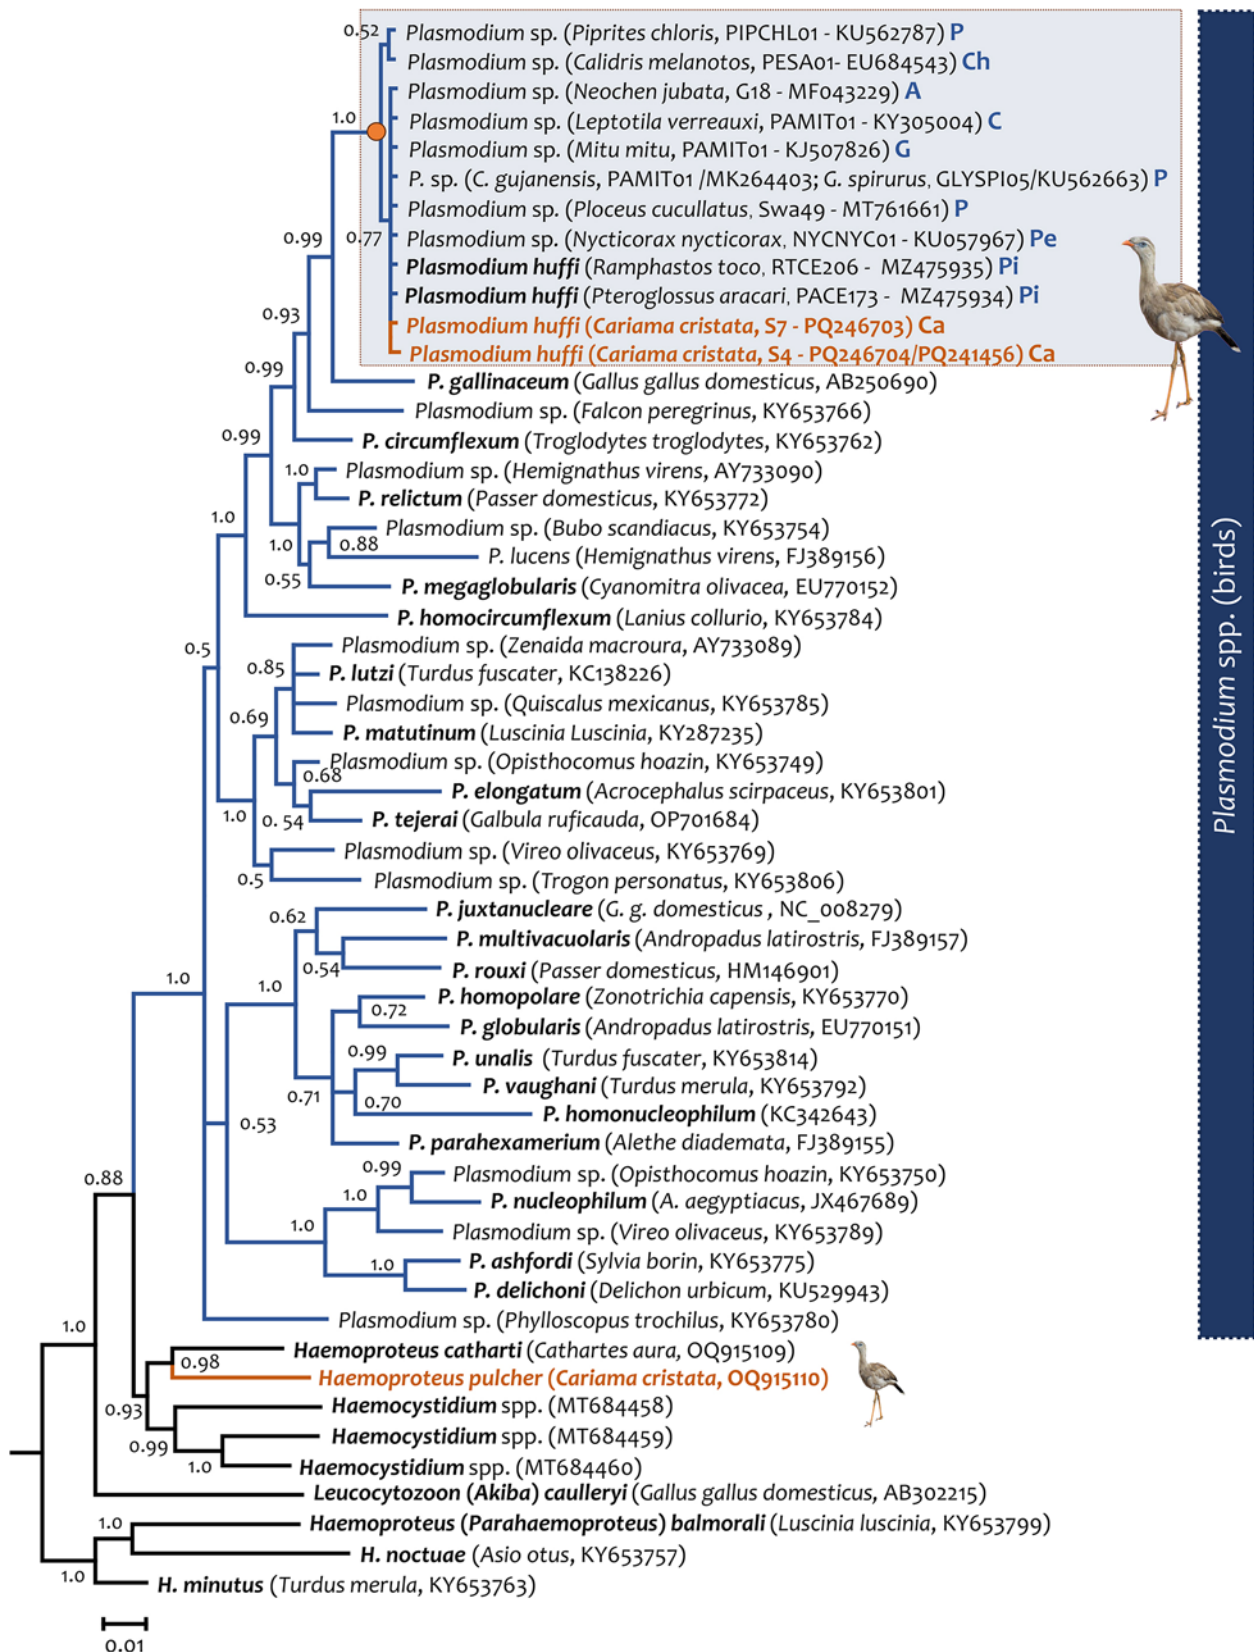 0.52
Plasmodium sp. (Piprites chloris, PIPCHL01 - KU562787) P
Plasmodium sp. (Calidris melanotos, PESA01- EU684543) Ch
Plasmodium sp. (Neochen jubata, G18 - MF043229) A
1.0
Plasmodium sp. (Leptotila verreauxi, PAMIT01 - KY305004) C
Plasmodium sp. (Mitu mitu, PAMIT01 - KJ507826) G
P. sp. (C. gujanensis, PAMIT01 /MK264403; G. spirurus, GLYSPI05/KU562663) P
Plasmodium sp. (Ploceus cucullatus, Swa49 - MT761661) P
0.99
0.77
Plasmodium sp. (Nycticorax nycticorax, NYCNYC01 - KU057967) Pe
Plasmodium huffi (Ramphastos toco, RTCE206 - MZ475935) Pi
Plasmodium huffi (Pteroglossus aracari, PACE173 - MZ475934) Pi
0.93
Plasmodium huffi (Cariama cristata, S7 - PQ246703) Ca
Plasmodium huffi (Cariama cristata, S4 - PQ246704/PQ241456) Ca
0.99
P. gallinaceum (Gallus gallus domesticus, AB250690)
Plasmodium sp. (Falcon peregrinus, KY653766)
0.99
P. circumflexum (Troglodytes troglodytes, KY653762)
1.0
Plasmodium sp. (Hemignathus virens, AY733090)
P. relictum (Passer domesticus, KY653772)
1.0
Plasmodium sp. (Bubo scandiacus, KY653754)
1.0
0.88
P. lucens (Hemignathus virens, FJ389156)
0.55
P. megaglobularis (Cyanomitra olivacea, EU770152)
P. homocircumflexum (Lanius collurio, KY653784)
0.5
Plasmodium sp. (Zenaida macroura, AY733089)
0.85
P. lutzi (Turdus fuscater, KC138226)
Plasmodium sp. (Quiscalus mexicanus, KY653785)
0.69
P. matutinum (Luscinia Luscinia, KY287235)
Plasmodium sp. (Opisthocomus hoazin, KY653749)
0.68
P. elongatum (Acrocephalus scirpaceus, KY653801)
1.0
0. 54
P. tejerai (Galbula ruficauda, OP701684)
Plasmodium sp. (Vireo olivaceus, KY653769)
0.5
Plasmodium sp. (Trogon personatus, KY653806)
0.62
P. juxtanucleare (G. g. domesticus , NC_008279)
P. multivacuolaris (Andropadus latirostris, FJ389157)
0.54
P. rouxi (Passer domesticus, HM146901)
1.0
1.0
P. homopolare (Zonotrichia capensis, KY653770)
0.72
P. globularis (Andropadus latirostris, EU770151)
0.99
P. unalis (Turdus fuscater, KY653814)
P. vaughani (Turdus merula, KY653792)
0.71
0.70
P. homonucleophilum (KC342643)
0.53
P. parahexamerium (Alethe diademata, FJ389155)
0.99
Plasmodium sp. (Opisthocomus hoazin, KY653750)
0.88
1.0
P. nucleophilum (A. aegyptiacus, JX467689)
1.0
Plasmodium sp. (Vireo olivaceus, KY653789)
1.0
P. ashfordi (Sylvia borin, KY653775)
P. delichoni (Delichon urbicum, KU529943)
Plasmodium sp. (Phylloscopus trochilus, KY653780)
1.0
Haemoproteus catharti (Cathartes aura, OQ915109)
0.98
Haemoproteus pulcher (Cariama cristata, OQ915110)
0.93
Haemocystidium spp. (MT684458)
0.99
Haemocystidium spp. (MT684459)
1.0
Haemocystidium spp. (MT684460)
Leucocytozoon (Akiba) caulleryi (Gallus gallus domesticus, AB302215)
1.0
Haemoproteus (Parahaemoproteus) balmorali (Luscinia luscinia, KY653799)
H. noctuae (Asio otus, KY653757)
1.0
H. minutus (Turdus merula, KY653763)
0.01
Plasmodium spp. (birds)